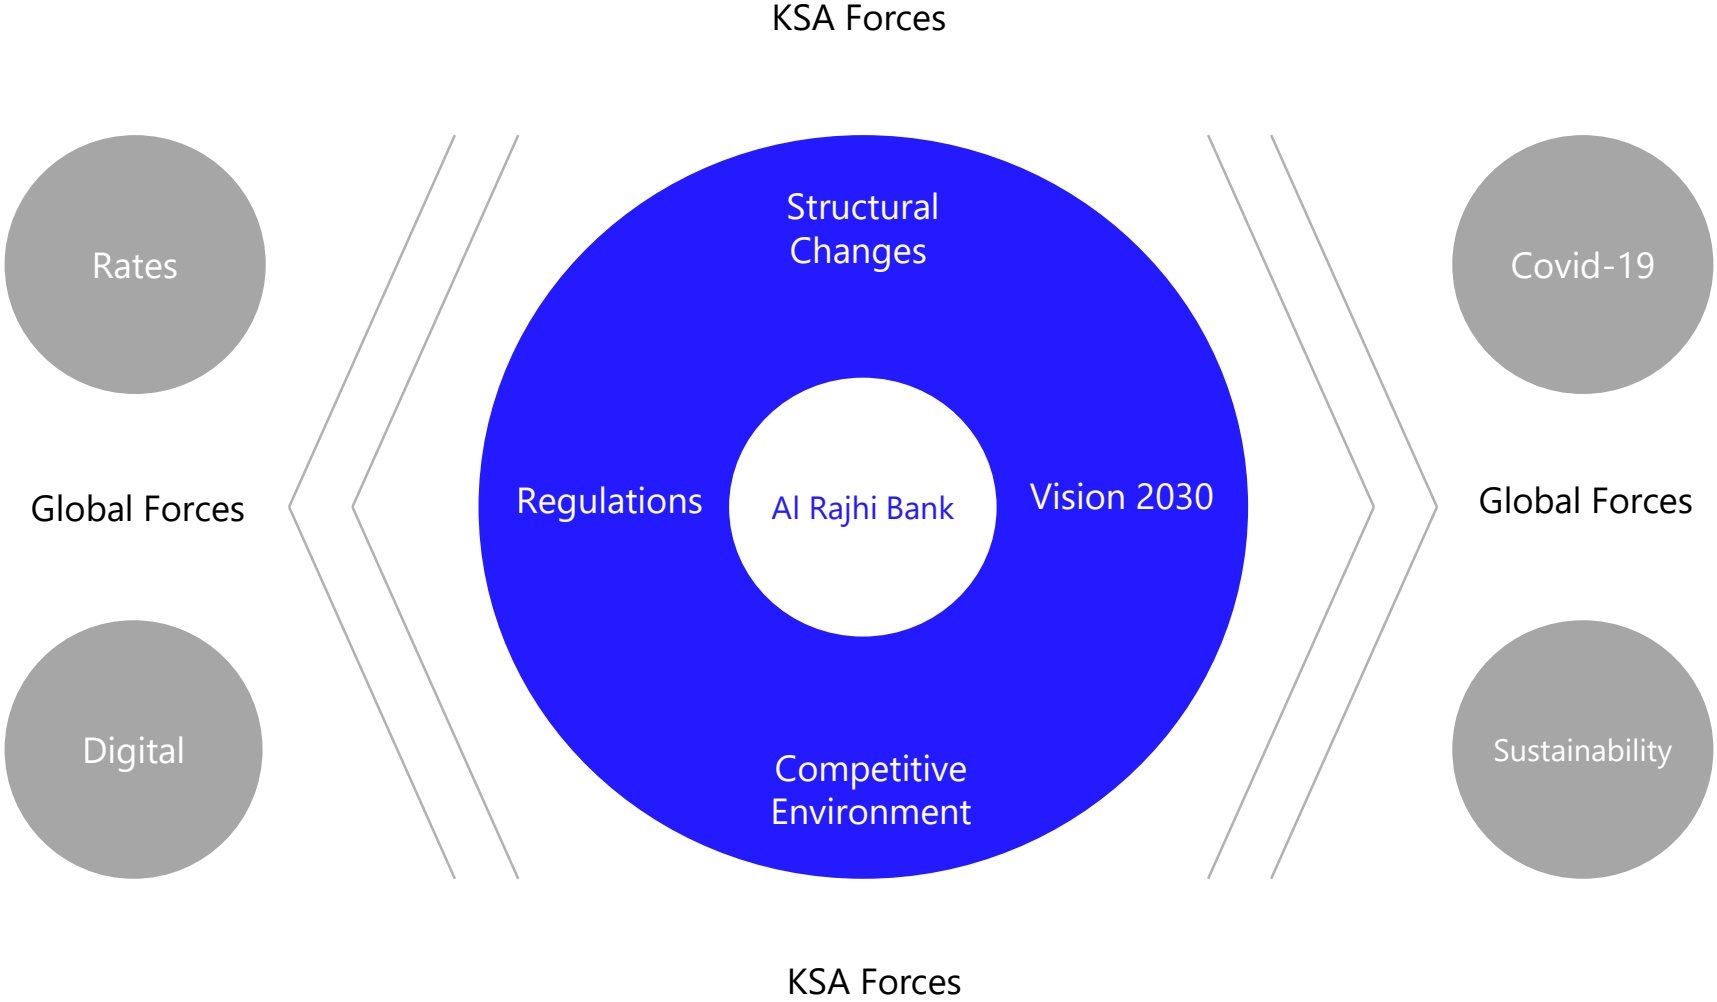 KSA Forces
Structural
Changes
Rates
Covid-19
Global Forces
Regulations
Al Rajhi Bank
Vision 2030
Global Forces
Digital
Sustainability
Competitive
Environment
KSA Forces